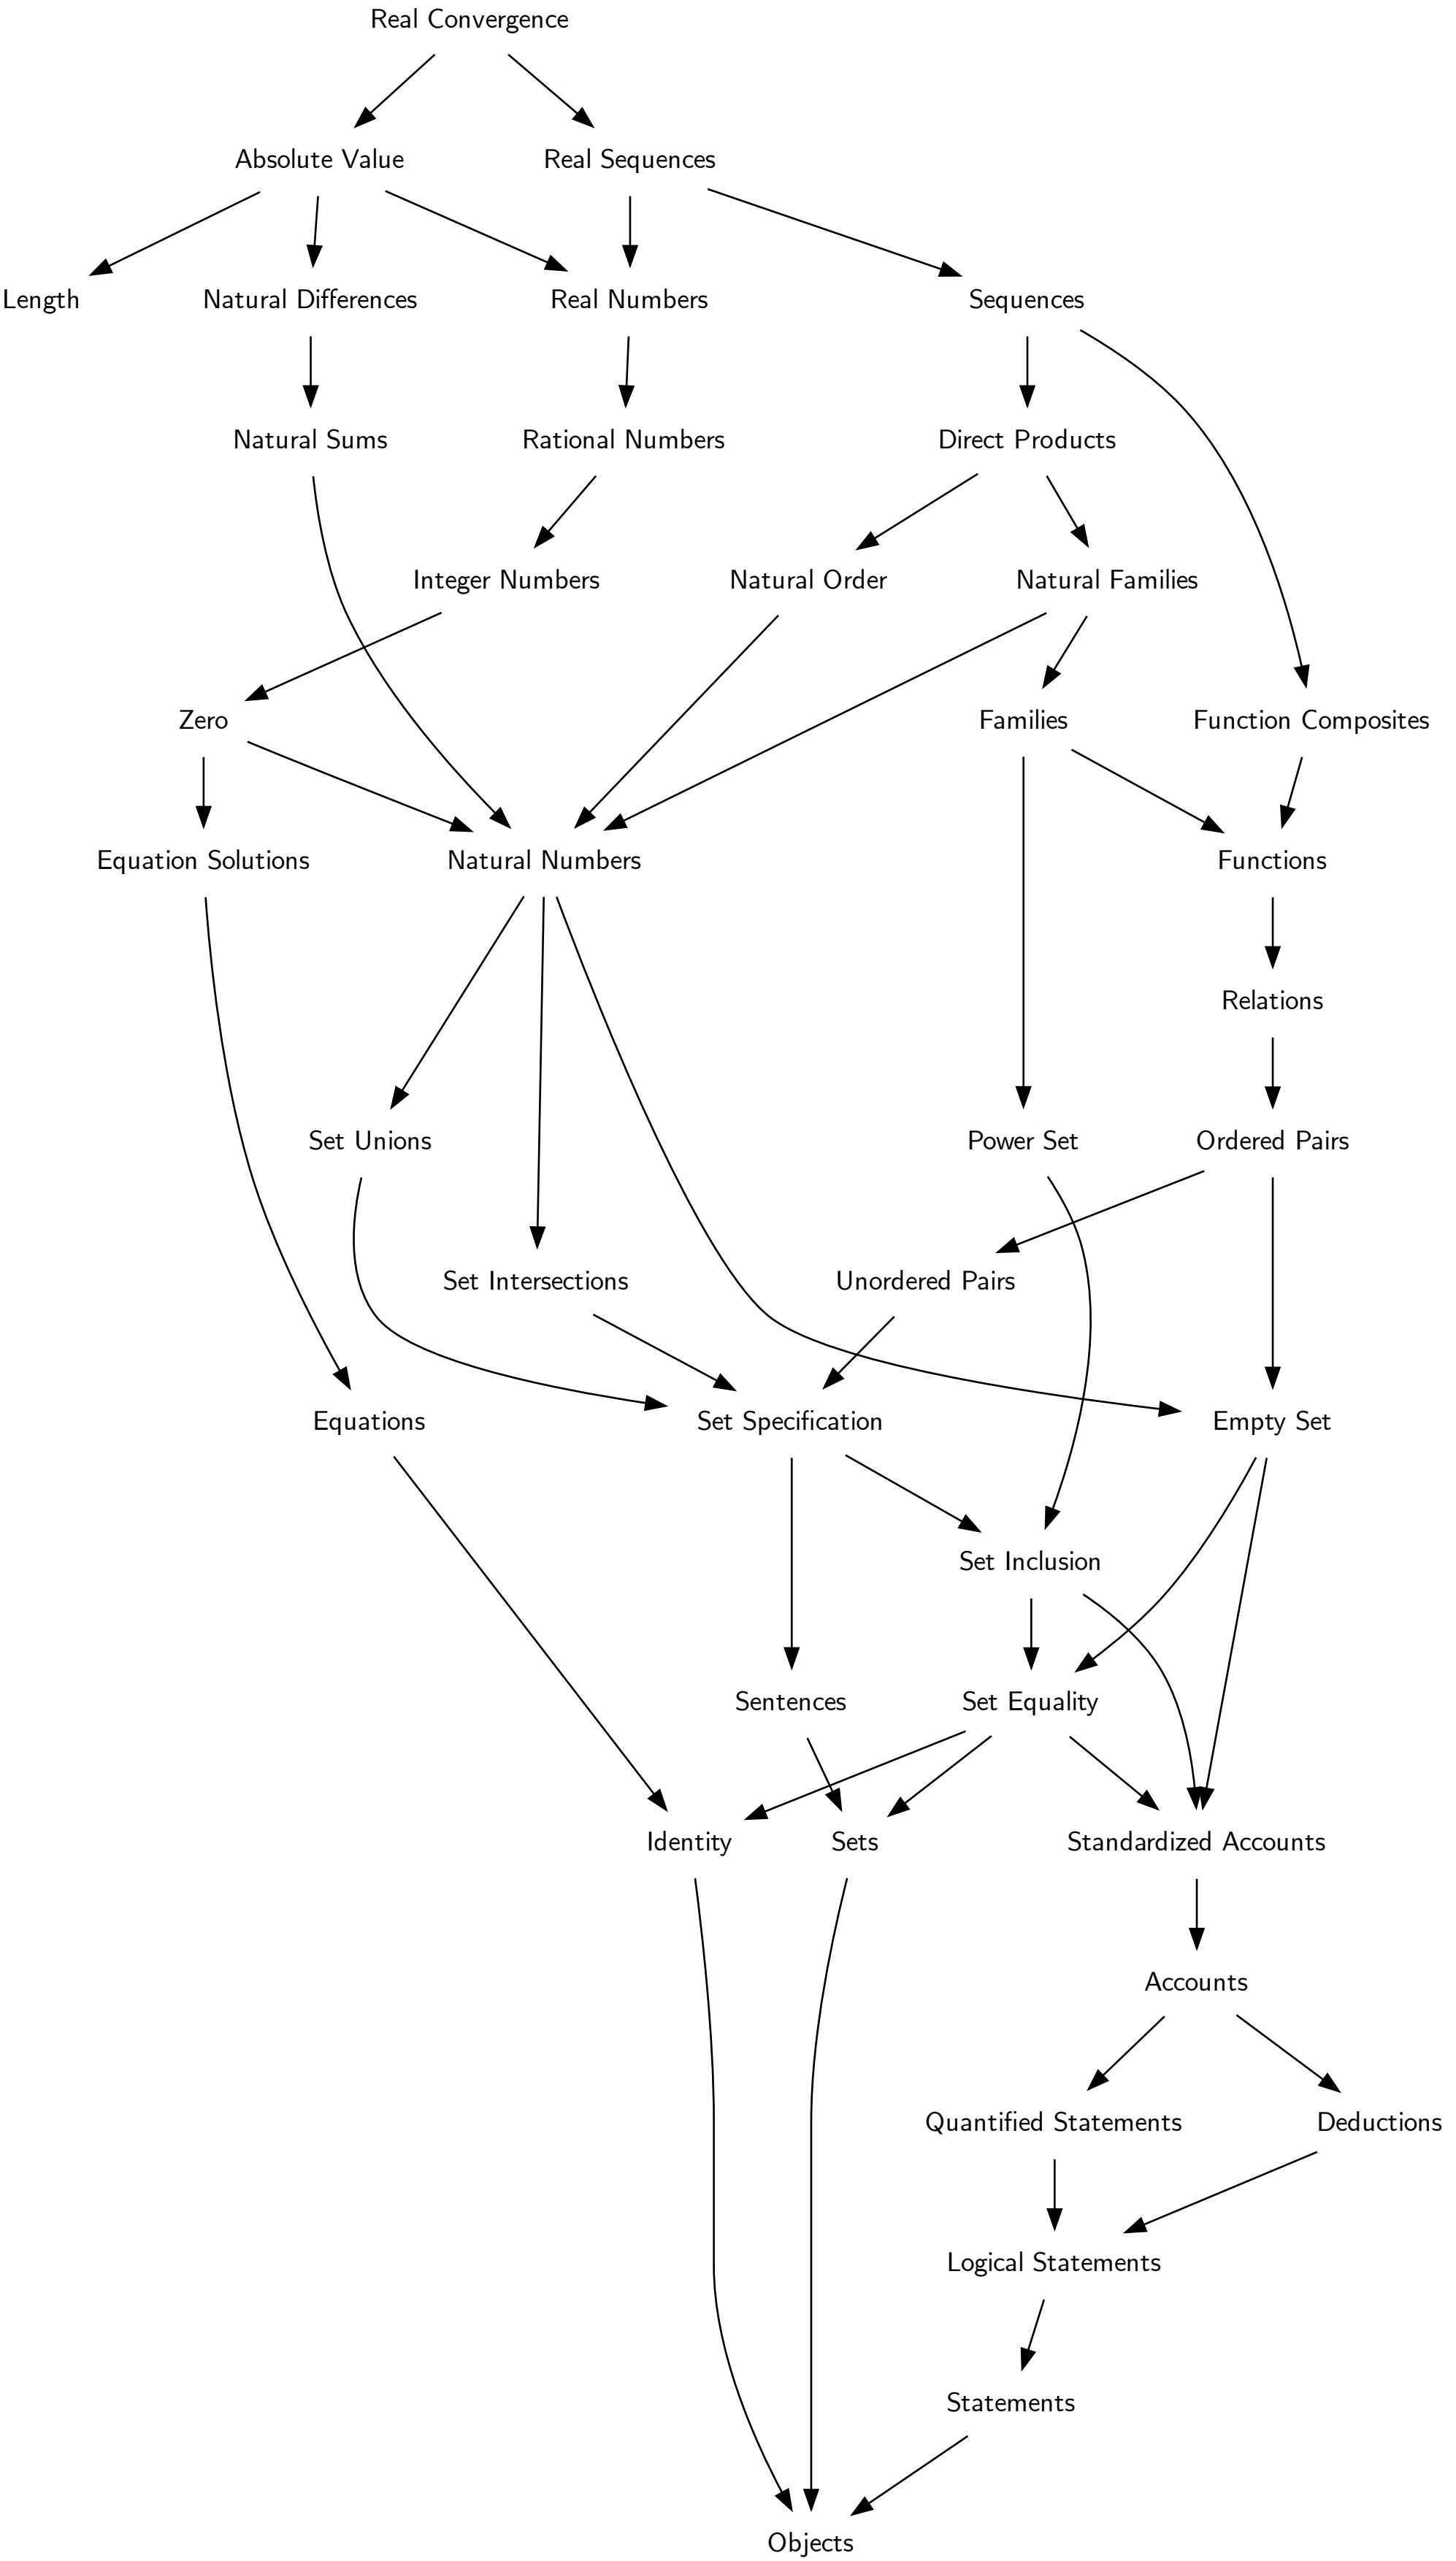 Real Convergence
Absolute Value
Real Sequences
Length
Natural Differences
Real Numbers
Sequences
Natural Sums
Rational Numbers
Direct Products
Integer Numbers
Natural Order
Natural Families
Zero
Families
Function Composites
Equation Solutions
Natural Numbers
Functions
Relations
Set Unions
Power Set
Ordered Pairs
Set Intersections
Unordered Pairs
Equations
Set Specification
Empty Set
Set Inclusion
Sentences
Set Equality
Identity
Sets
Standardized Accounts
Accounts
Quantified Statements
Deductions
Logical Statements
Statements
Objects